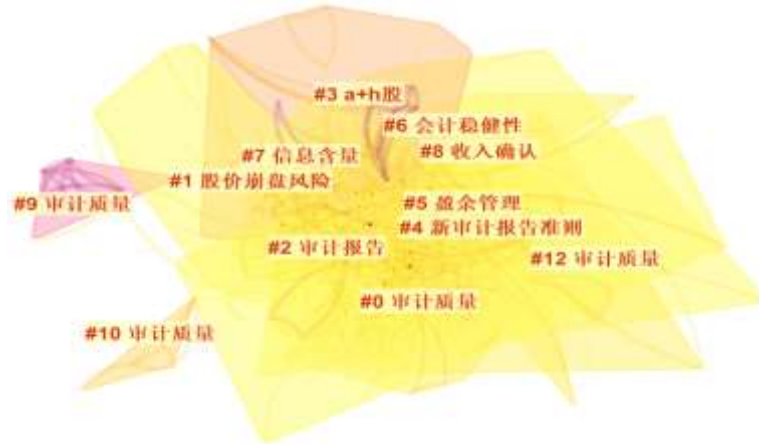 #3 a+h股
#6 会计稳健性
#7 信息含量
#8 收入确认
#1 股价崩盘风险
#9 审计质量
#5 盈余管理
#4 新审计报告准则
#2 审计报告
#12 审计质量
#0 审计质量
#10 审计质量